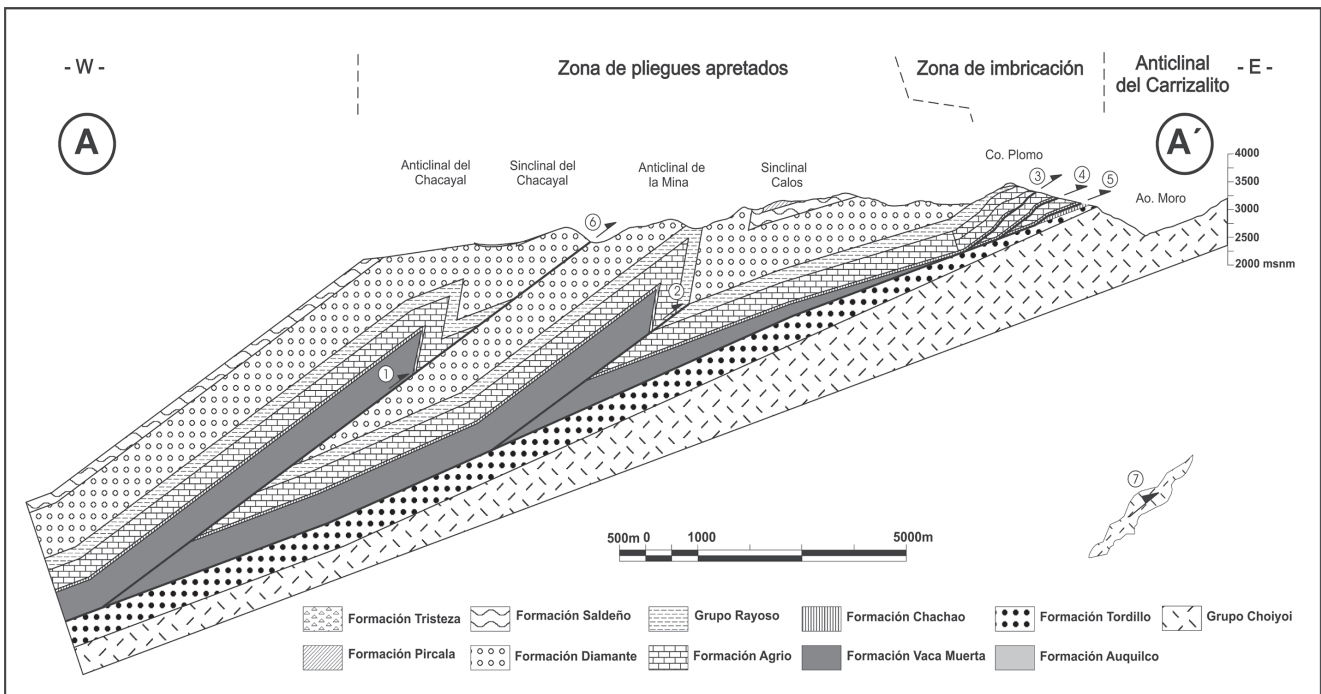 - W -
Zona de pliegues apretados
Zona de imbricación
Anticlinal
del Carrizalito
- E -
A
A´
Anticlinal del
Chacayal
Sinclinal del
Chacayal
Anticlinal de
la Mina
Sinclinal
Calos
Co. Plomo
Ao. Moro
4000
3500
3000
2500
2000 msnm
3
4
5
6
2
1
7
500m 0 1000 5000m
Formación Tristeza
Formación Saldeño
Grupo Rayoso
Formación Chachao
Formación Tordillo
Grupo Choiyoi
Formación Pircala
Formación Diamante
Formación Agrio
Formación Vaca Muerta
Formación Auquilco